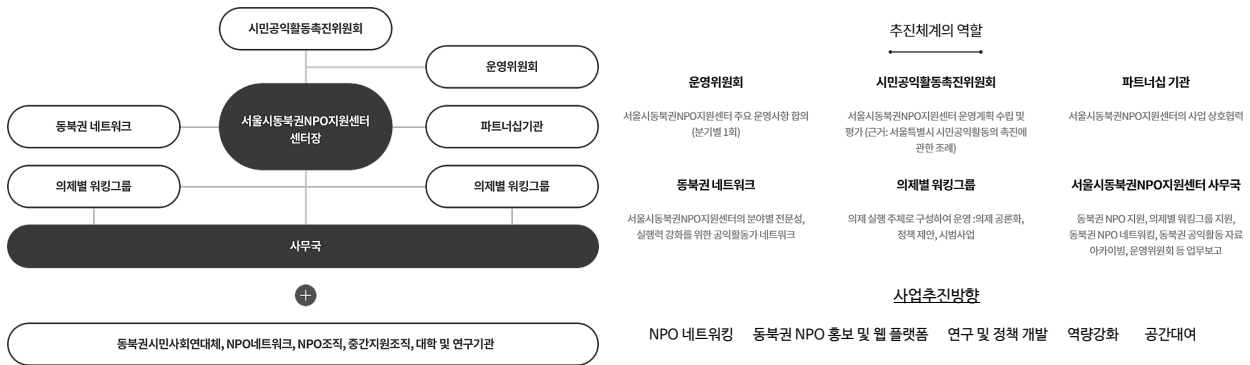 시민공익활동촉진위원회
운영위원회
동북권 네트워크
서울시동북권NPO지원센터
센터장
파트너십기관
의제별 워킹그룹
의제별 워킹그룹
사무국
동북권시민사회연대체, NPO네트워크, NPO조직, 중간지원조직, 대학 및 연구기관
추진체계의 역할
운영위원회
서울시동북권NPO지원센터 주요 운영사항 합의
(분기별 1회)
시민공익활동촉진위원회
서울시동북권NPO지원센터 운영계획 수립 및
평가 (근거: 서울특별시 시민공익활동의 촉진에
관한 조례)
파트너십 기관
서울시동북권NPO지원센터의 사업 상호협력
동북권 네트워크
서울시동북권NPO지원센터의 분야별 전문성,
실행력 강화를 위한 공익활동가 네트워크
의제별 워킹그룹
의제 실행 주체로 구성하여 운영 :의제 공론화,
정책 제안, 시범사업
서울시동북권NPO지원센터 사무국
동북권 NPO 지원, 의제별 워킹그룹 지원,
동북권 NPO 네트워킹, 동북권 공익활동 자료
아카이빙, 운영위원회 등 업무보고
사업추진방향
NPO 네트워킹 동북권 NPO 홍보 및 웹 플랫폼 연구 및 정책 개발 역량강화 공간대여